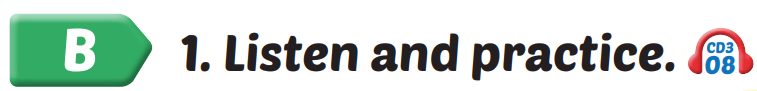 B 1. Listen and practice. CD3
08